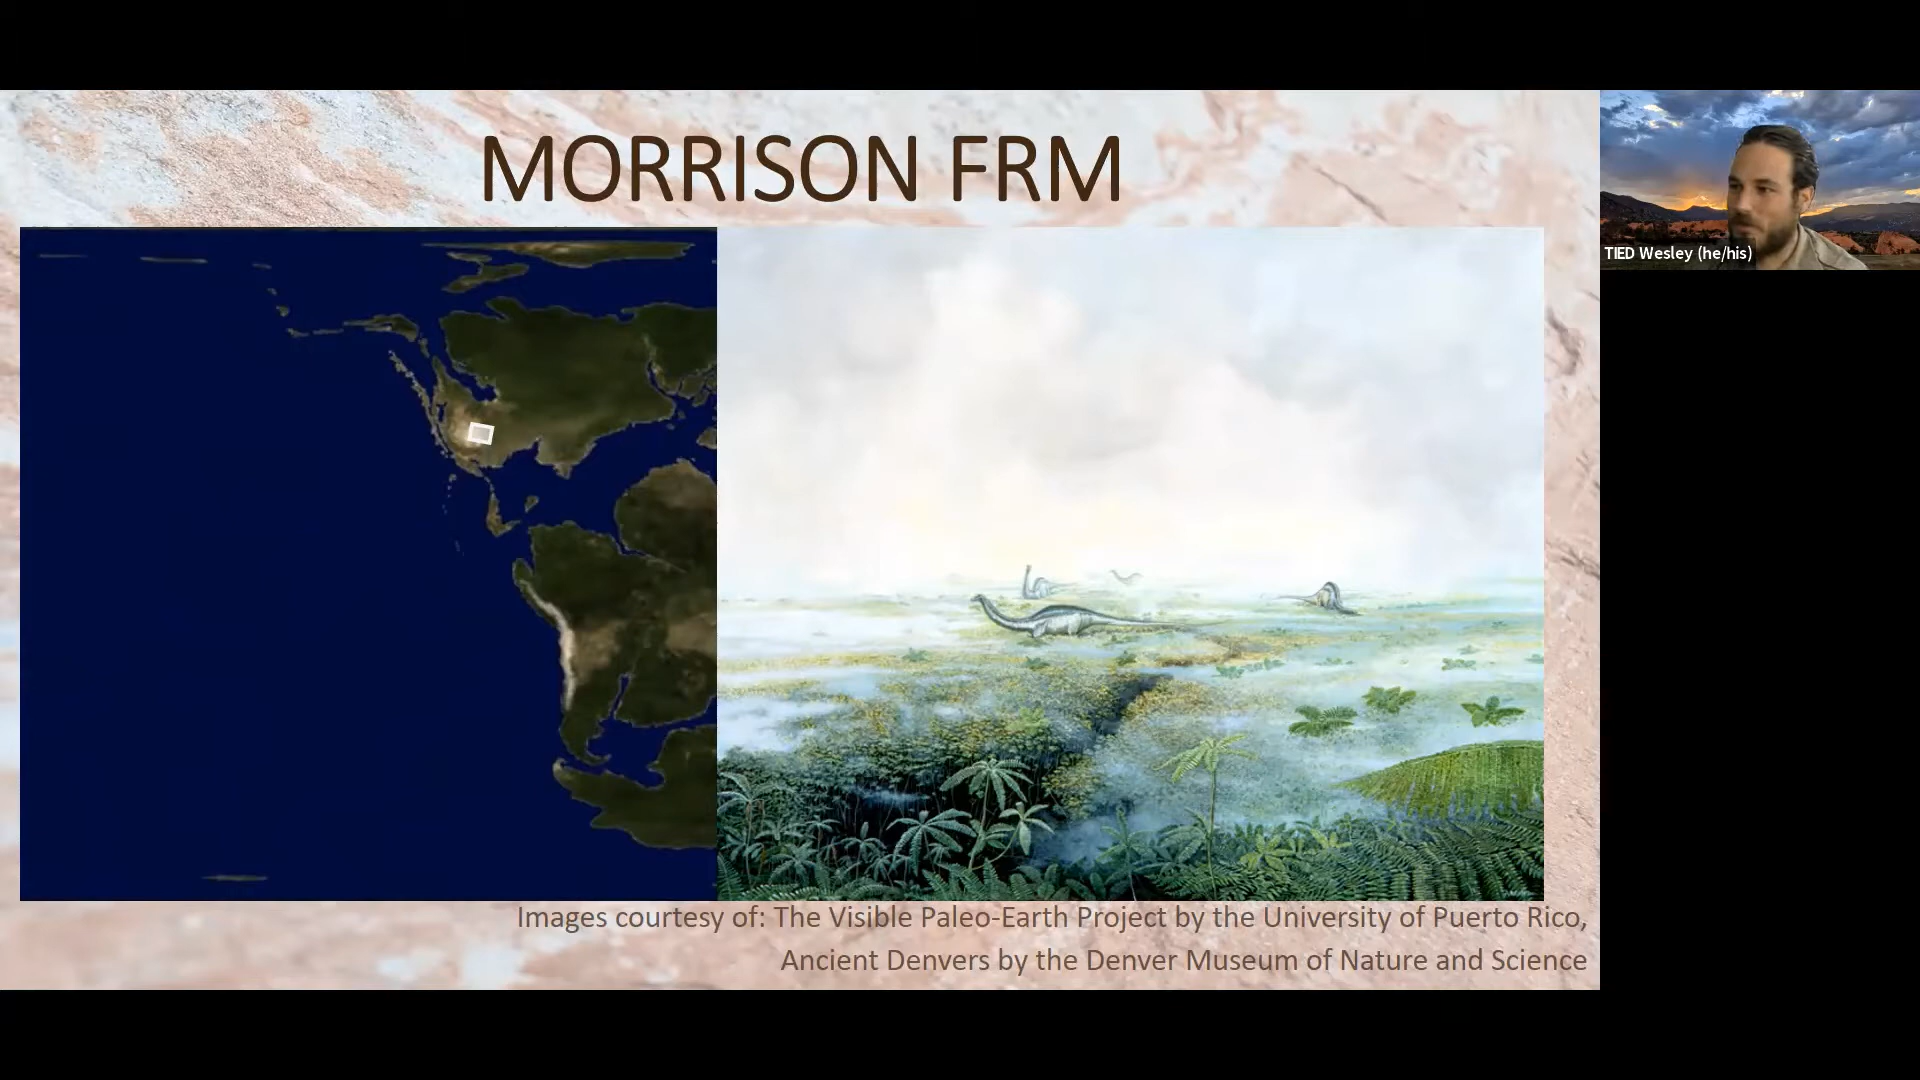 MORRISON FRM
TIED Wesley (he/his)
Images courtesy of: The Visible Paleo-Earth Project by the University of Puerto Rico,
Ancient Denvers by the Denver Museum of Nature and Science